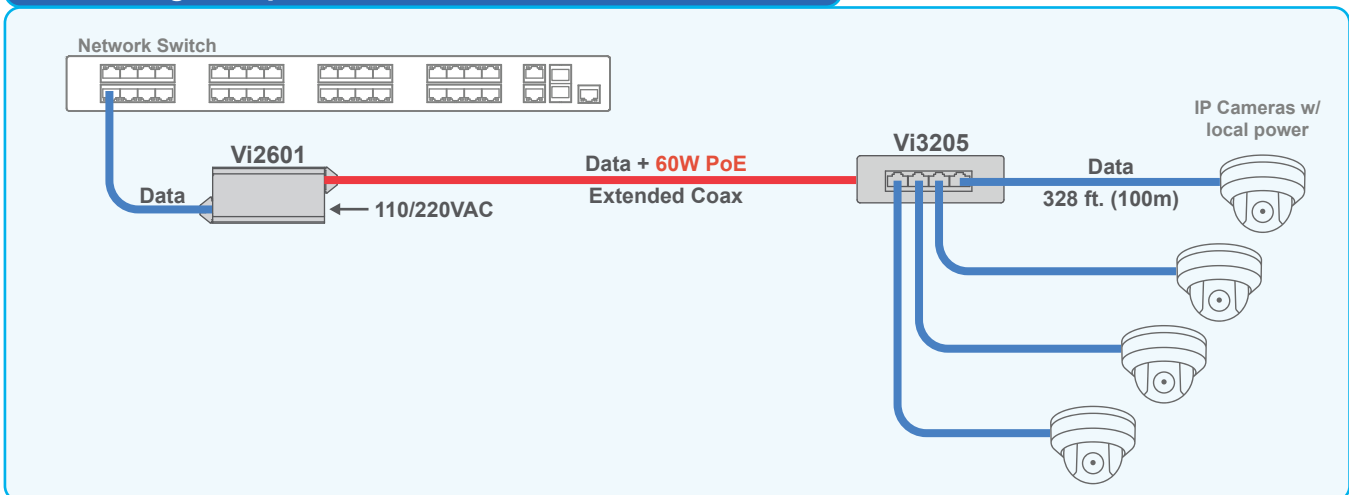 Network Switch
IP Cameras w/
local power
Vi2601
Data
110/220VAC
Data + 60W PoE
Extended Coax
Vi3205
Data
328 ft. (100m)